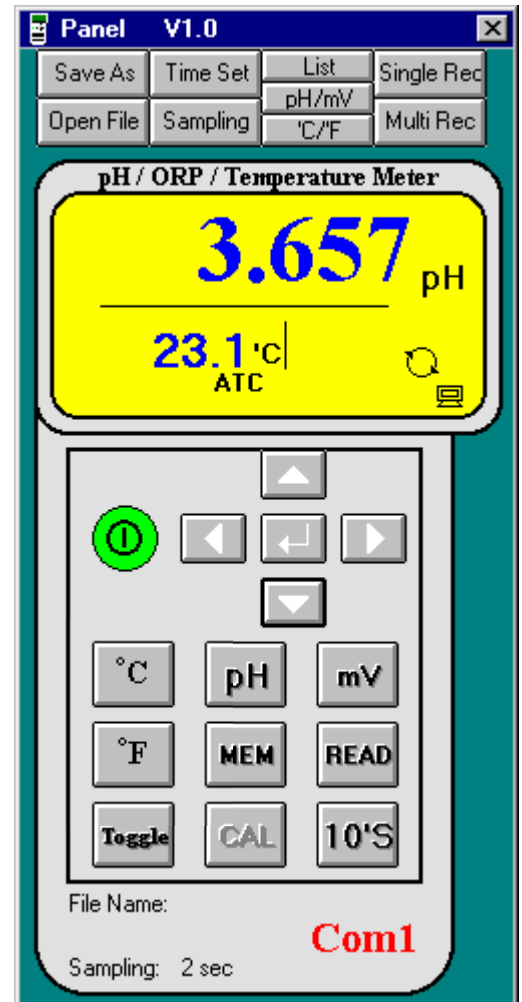 Panel V1.0
Save As Time Set List Single Rec
pH/mV
Open File Sampling 'C/'F Multi Rec
pH / ORP / Temperature Meter
3.657 pH
23.1 'C
ATC
°C pH mV
°F MEM READ
Toggle CAL 10'S
File Name:
Com1
Sampling: 2 sec